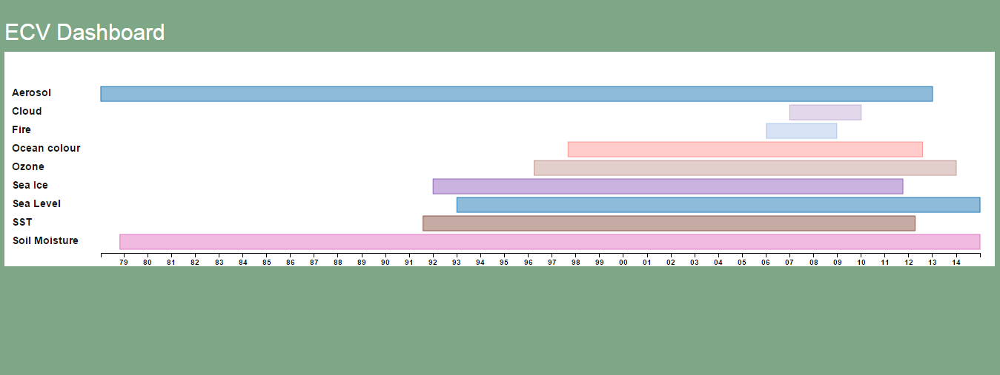 ECV Dashboard
Aerosol
Cloud
Fire
Ocean colour
Ozone
Sea Ice
Sea Level
SST
Soil Moisture
79 80 81 82 83 84 85 86 87 88 89 90 91 92 93 94 95 96 97 98 99 00 01 02 03 04 05 06 07 08 09 10 11 12 13 14